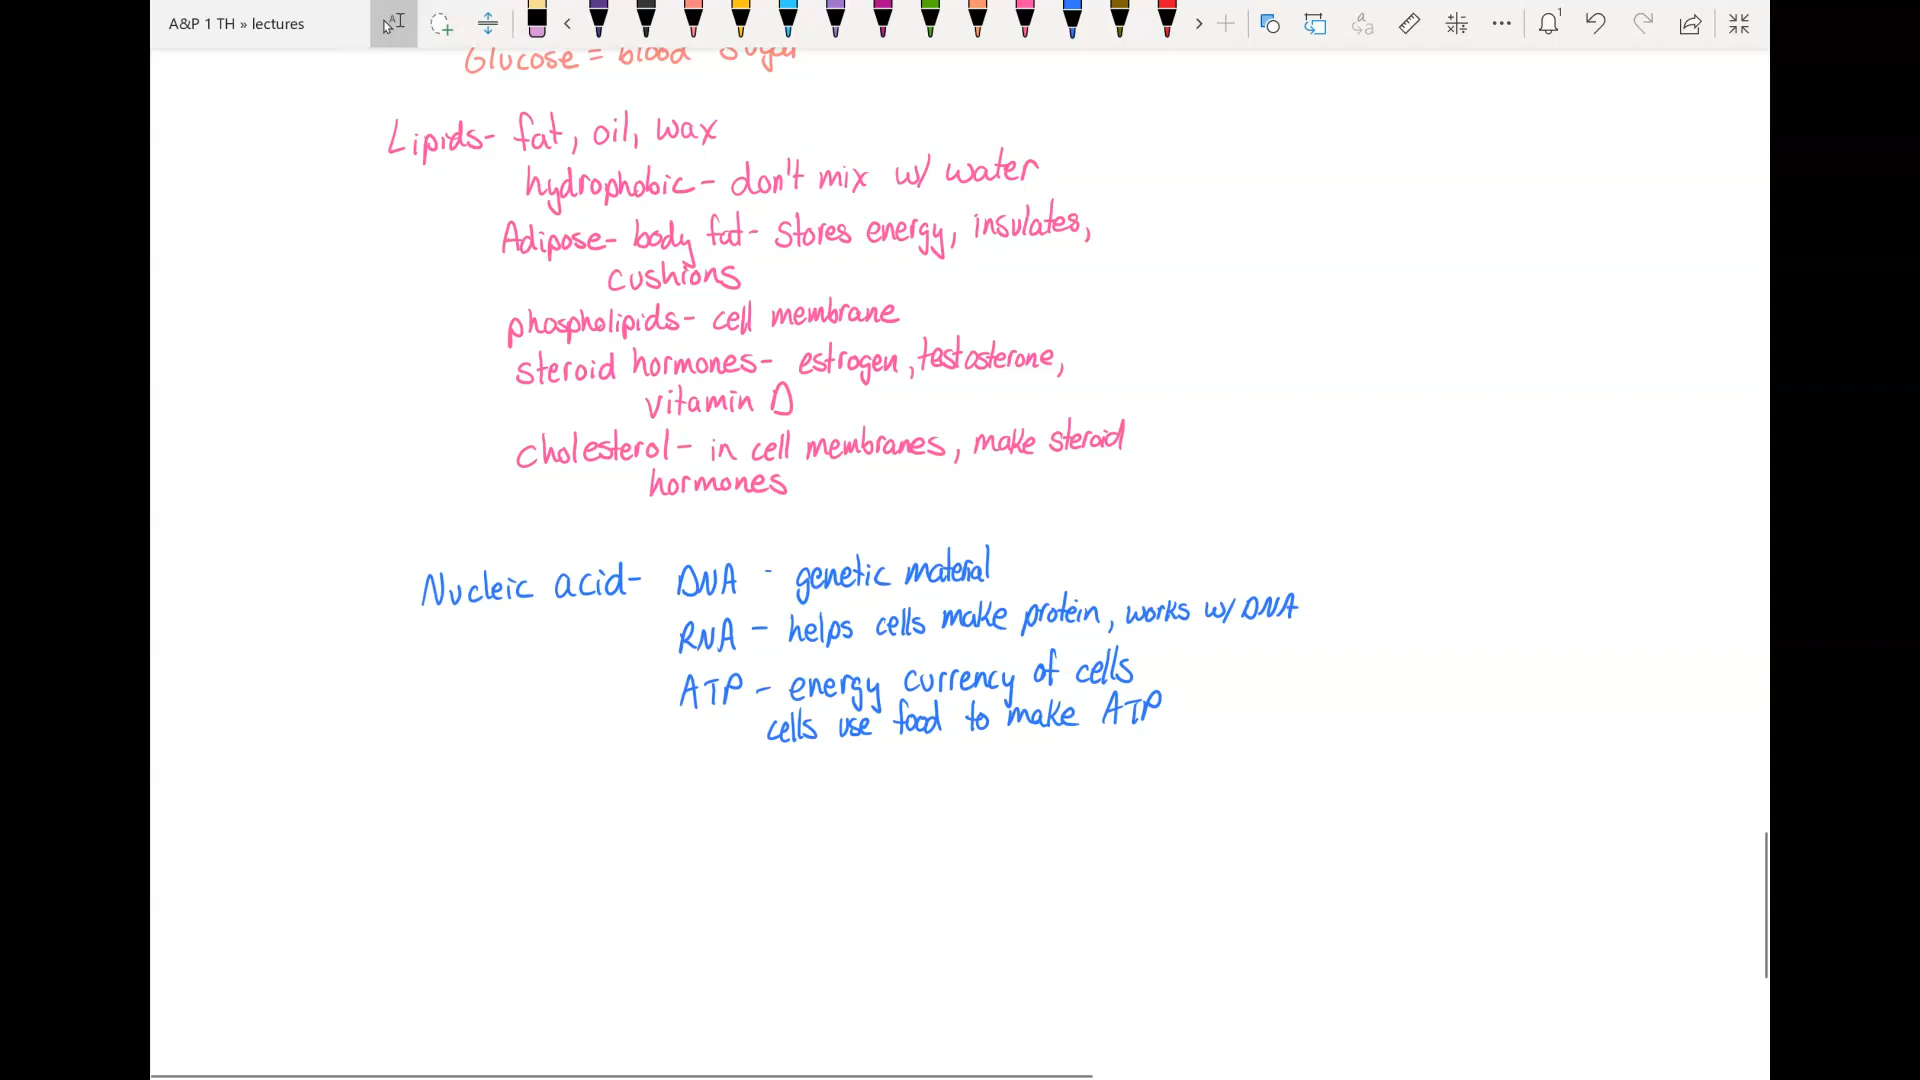 A&P 1 TH » lectures
Glucose = blood sugar
Lipids- fat, oil, wax
hydrophobic - don't mix w/ water
Adipose- body fat- stores energy, insulates,
cushions
phospholipids- cell membrane
steroid hormones- estrogen, testosterone,
vitamin D
cholesterol- in cell membranes, make steroid
hormones
Nucleic acid- DNA - genetic material
RNA - helps cells make protein, works w/ DNA
ATP - energy currency of cells
cells use food to make ATP